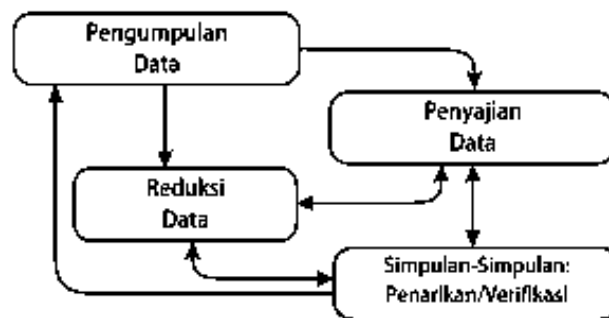 Pengumpulan
Data
Penyajian
Data
Reduksi
Data
Simpulan-Simpulan:
Penarikan/Verifikasi